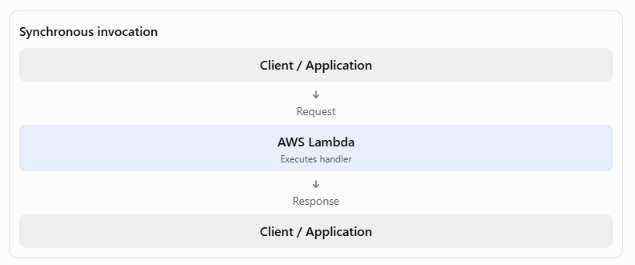 Synchronous invocation
Client / Application
↓
Request
AWS Lambda
Executes handler
↓
Response
Client / Application